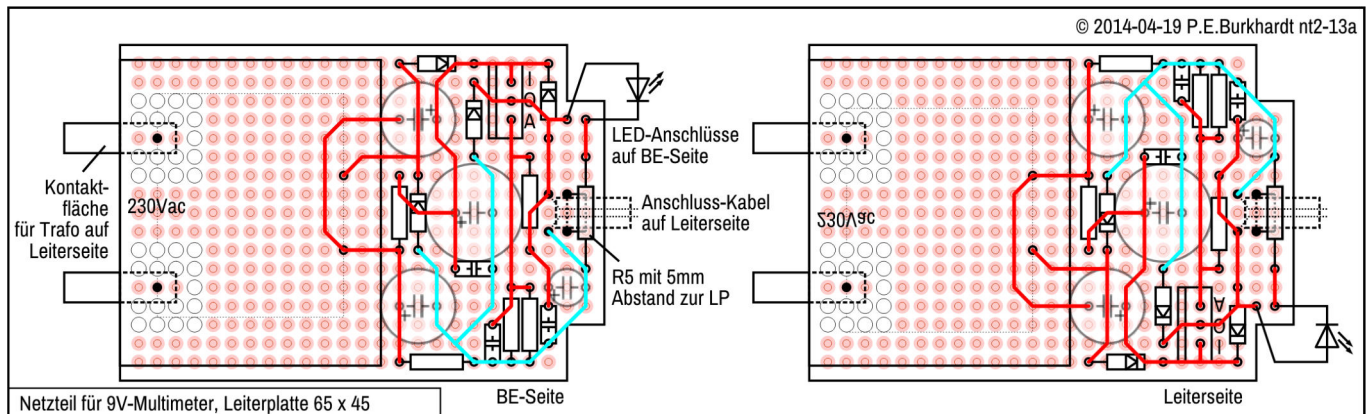 © 2014-04-19 P.E.Burkhardt nt2-13a
LED-Anschlüsse
auf BE-Seite
Kontakt-
fläche
für Trafo auf
Leiterseite
230Vac
Anschluss-Kabel
auf Leiterseite
R5 mit 5mm
Abstand zur LP
I
O
A
230Vac
A
O
I
BE-Seite
Leiterseite
Netzteil für 9V-Multimeter, Leiterplatte 65 x 45